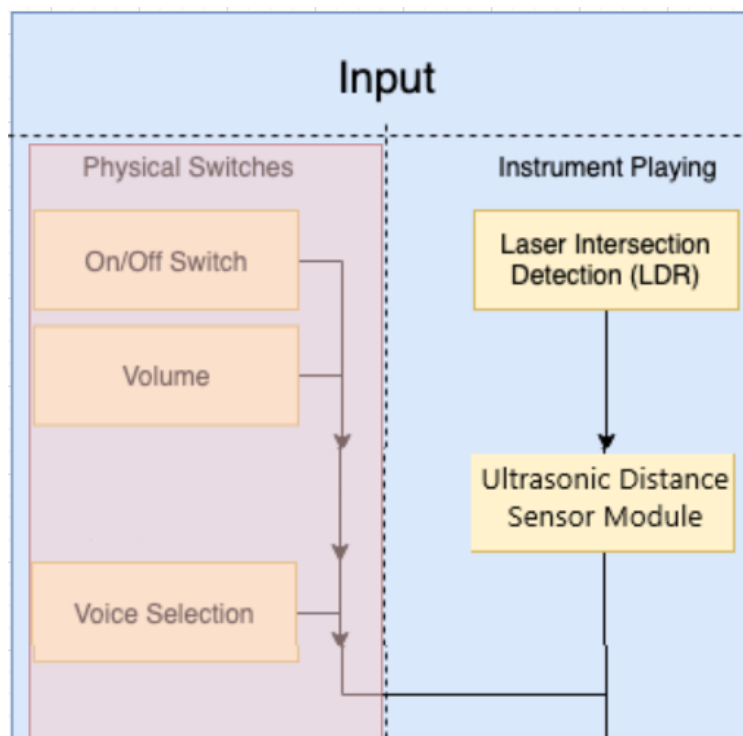 Input
Physical Switches
On/Off Switch
Volume
Voice Selection
Instrument Playing
Laser Intersection
Detection (LDR)
Ultrasonic Distance
Sensor Module